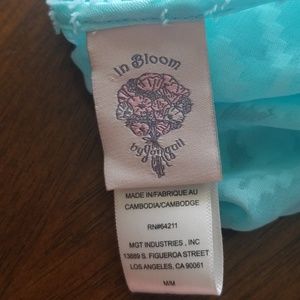 In Bloom
by Jonquil
MADE IN/FABRIQUE AU
CAMBODIA/CAMBODGE
RN#64211
MGT INDUSTRIES, INC
13889 S. FIGUEROA STREET
LOS ANGELES, CA 90061
M/M